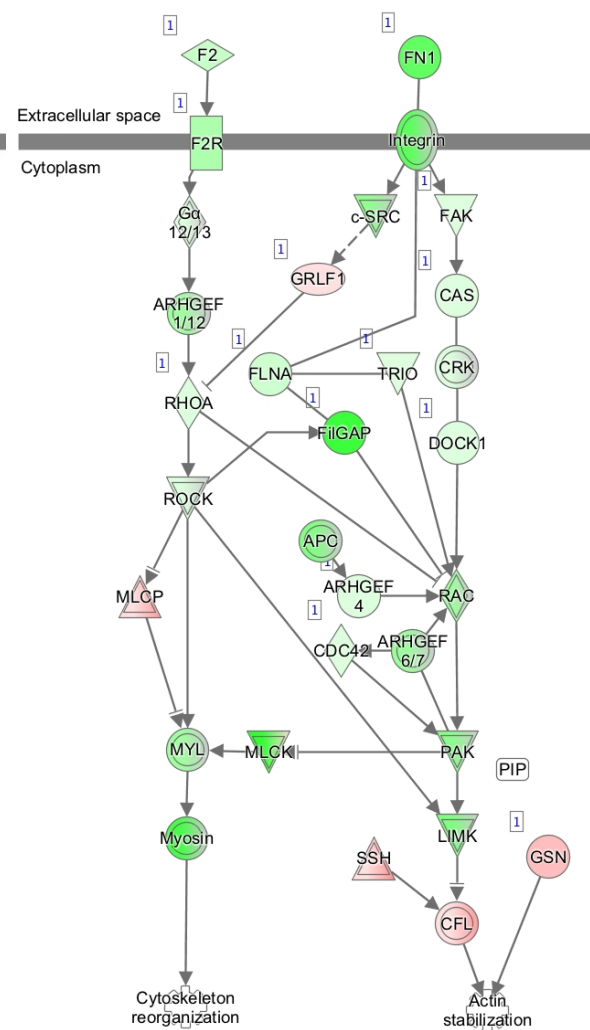 1
1
F2
FN1
1
Extracellular space
F2R
Integrin
Cytoplasm
1
Gα
12/13
c-SRC
FAK
1
1
GRLF1
CAS
ARHGEF
1/12
1
1
1
FLNA
TRIO
CRK
RHOA
1
1
FilGAP
DOCK1
ROCK
APC
1
MLCP
ARHGEF
4
RAC
1
CDC42
ARHGEF
6/7
MYL
MLCK
PAK
PIP
1
Myosin
LIMK
SSH
GSN
CFL
Cytoskeleton
reorganization
Actin
stabilization